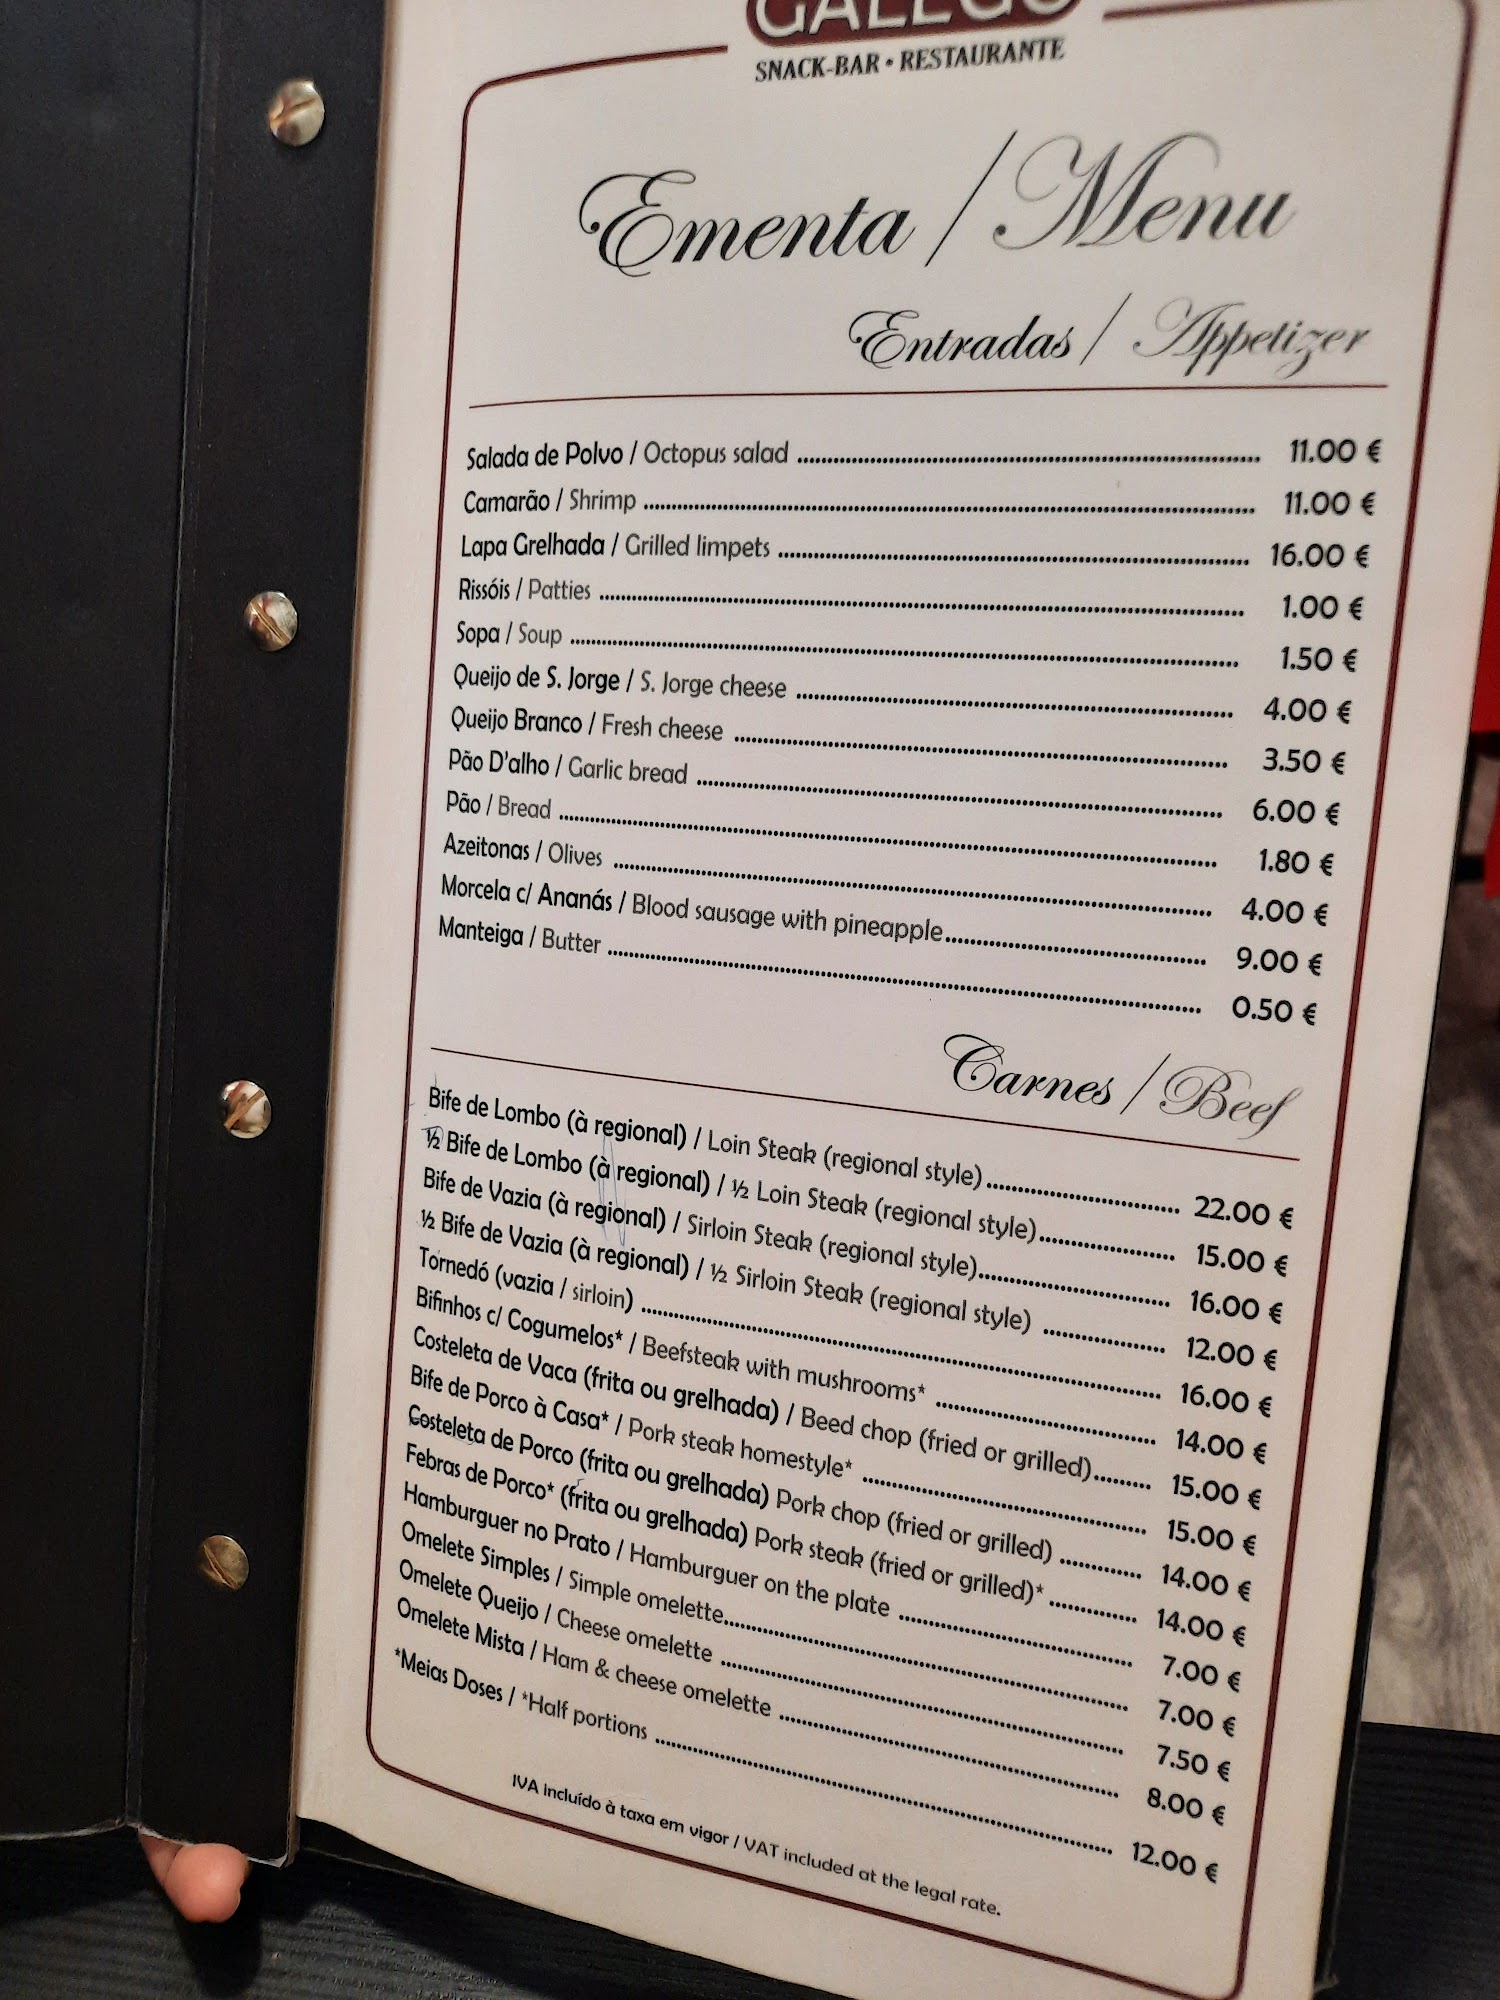 GALEGO
SNACK-BAR • RESTAURANTE
Ementa / Menu
Entradas / Appetizer
Salada de Polvo / Octopus salad 11.00 €
Camarão / Shrimp 11.00 €
Lapa Grelhada / Grilled limpets 16.00 €
Rissóis / Patties 1.00 €
Sopa / Soup 1.50 €
Queijo de S. Jorge / S. Jorge cheese 4.00 €
Queijo Branco / Fresh cheese 3.50 €
Pão D'alho / Garlic bread 6.00 €
Pão / Bread 1.80 €
Azeitonas / Olives 4.00 €
Morcela c/ Ananás / Blood sausage with pineapple 9.00 €
Manteiga / Butter 0.50 €
Carnes / Beef
Bife de Lombo (à regional) / Loin Steak (regional style) 22.00 €
½ Bife de Lombo (à regional) / ½ Loin Steak (regional style) 15.00 €
Bife de Vazia (à regional) / Sirloin Steak (regional style) 16.00 €
½ Bife de Vazia (à regional) / ½ Sirloin Steak (regional style) 12.00 €
Tornedó (vazia / sirloin) 16.00 €
Bifinhos c/ Cogumelos* / Beefsteak with mushrooms* 14.00 €
Costeleta de Vaca (frita ou grelhada) / Beed chop (fried or grilled) 15.00 €
Bife de Porco à Casa* / Pork steak homestyle* 15.00 €
Costeleta de Porco (frita ou grelhada) Pork chop (fried or grilled) 14.00 €
Febras de Porco* (frita ou grelhada) Pork steak (fried or grilled)* 14.00 €
Hamburguer no Prato / Hamburguer on the plate 7.00 €
Omelete Simples / Simple omelette 7.00 €
Omelete Queijo / Cheese omelette 7.50 €
Omelete Mista / Ham & cheese omelette 8.00 €
*Meias Doses / *Half portions 12.00 €
IVA Incluído à taxa em vigor / VAT included at the legal rate.